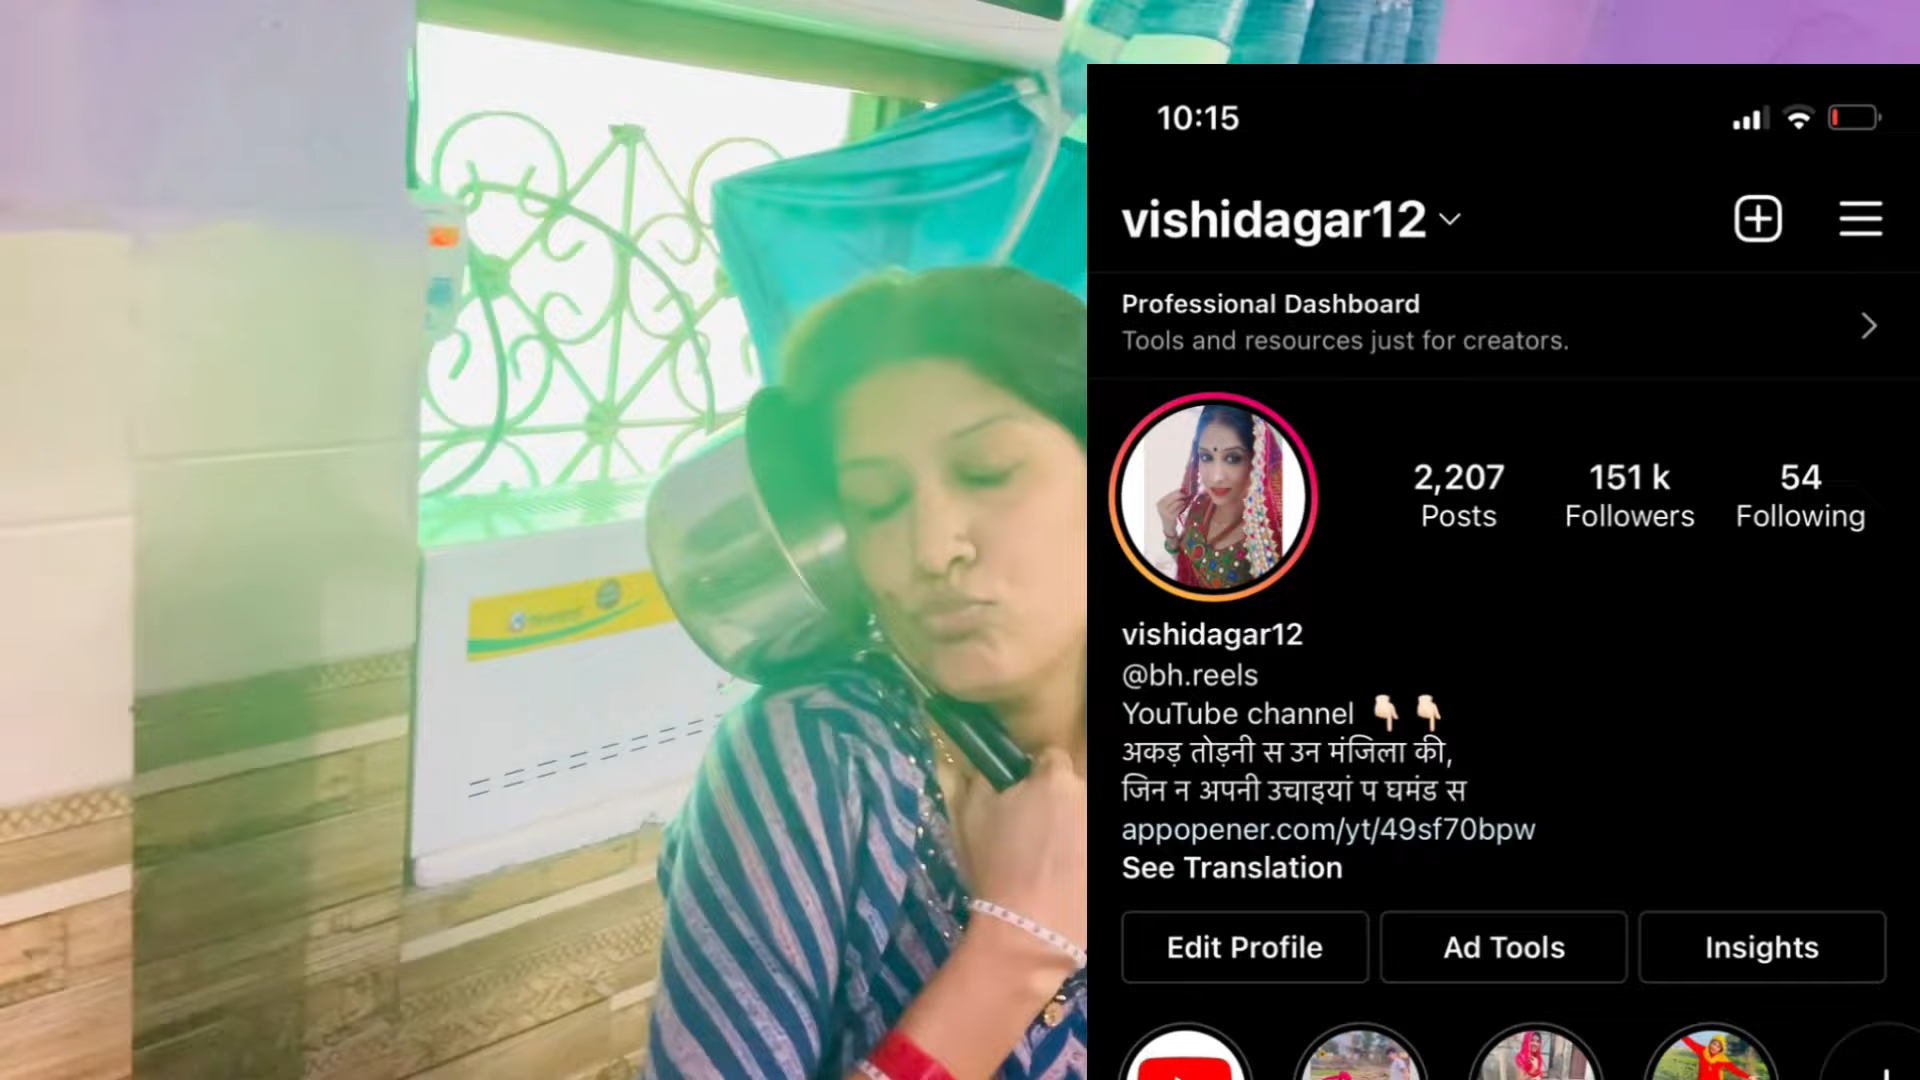 10:15
vishidagar12
Professional Dashboard
Tools and resources just for creators.
2,207
Posts
151 k
Followers
54
Following
vishidagar12
@bh.reels
YouTube channel 👇🏻 👇🏻
अकड़ तोड़नी स उन मंजिला की,
जिन न अपनी उचाइयां प घमंड स
appopener.com/yt/49sf70bpw
See Translation
Edit Profile
Ad Tools
Insights